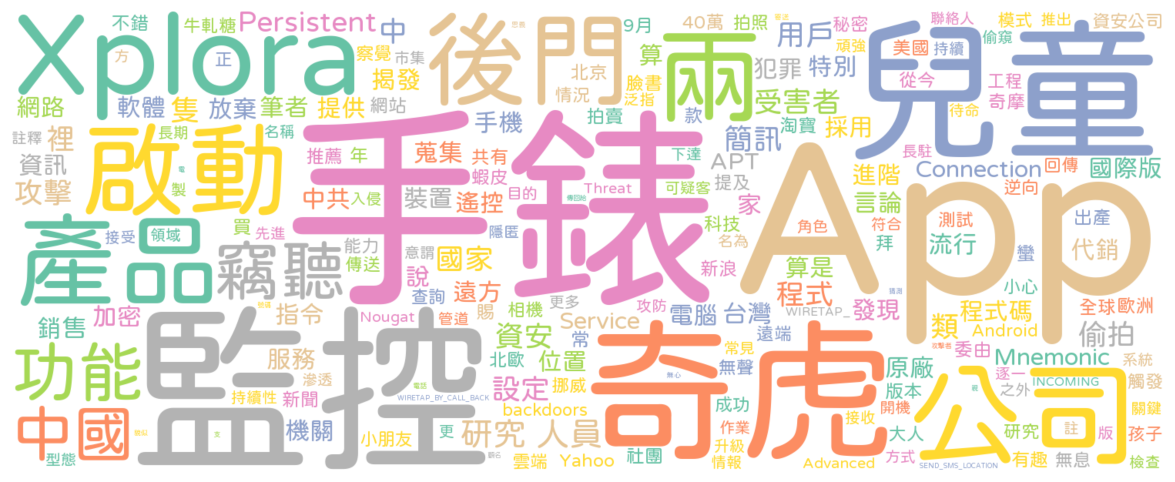 Xplora
不錯
牛軋糖
Persistent
中
後門
9月
40萬
拍照
用戶
秘密
聯絡人
模式
推出
資安公司
方
正
察覺
市集
揭發
北京
算
兩
犯罪
特別
頑強
美國
持續
偷窺
兒童
網路
軟體
隻
放棄
筆者
提供
網站
情況
臉書
泛指
受害者
從今
工程
奇摩
待命
註釋
裡
啟動
長期
名稱
手錶
手機
拍賣
款
簡訊
淘寶
採用
App
長駐
Connection
回傳
國際版
資訊
攻擊
電
製
推薦
年
蒐集
共有
蝦皮
下達
APT
提及
進階
逆向
中共
入侵
裝置
遙控
目的
Threat
可疑客
家
言論
領域
買
先進
接受
產品
竊聽
能力
傳送
意謂
隱匿
傳回給
科技
名為
角色
符合
拜
測試
流行
出產
蠻
代銷
國家
說
新浪
算是
查詢
遠方
相機
更多
攻防
WIRETAP_
程式
發現
類
程式碼
小心
全球
歐洲
銷售
加密
指令
Nougat
管道
賜
Service
電腦
台灣
遠端
Android
偷拍
監控
奇虎
資安
常
北歐
位置
常見
無聲
原廠
委由
Mnemonic
系統
功能
服務
滲透
持續性
新聞
電話
WIRETAP_BY_CALL_BACK
設定
挪威
無心
版本
公司
逐一
之外
INCOMING
觸發
中國
機關
小朋友
更
backdoors
研究
人員
成功
作業
接收
開機
大人
研究
註
版
關鍵
孩子
型態
雲端
Yahoo
社團
升級
情報
Advanced
方式
SEND_SMS_LOCATION
有趣
無息
檢查